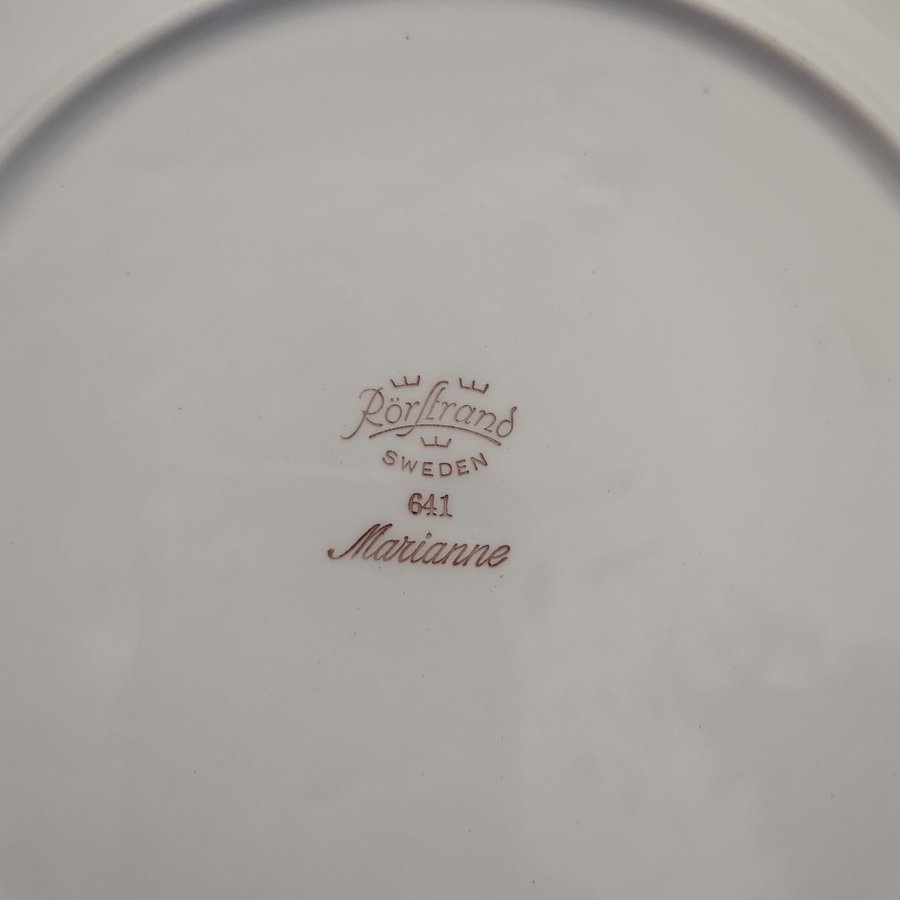 Rörstrand
SWEDEN
641
Marianne